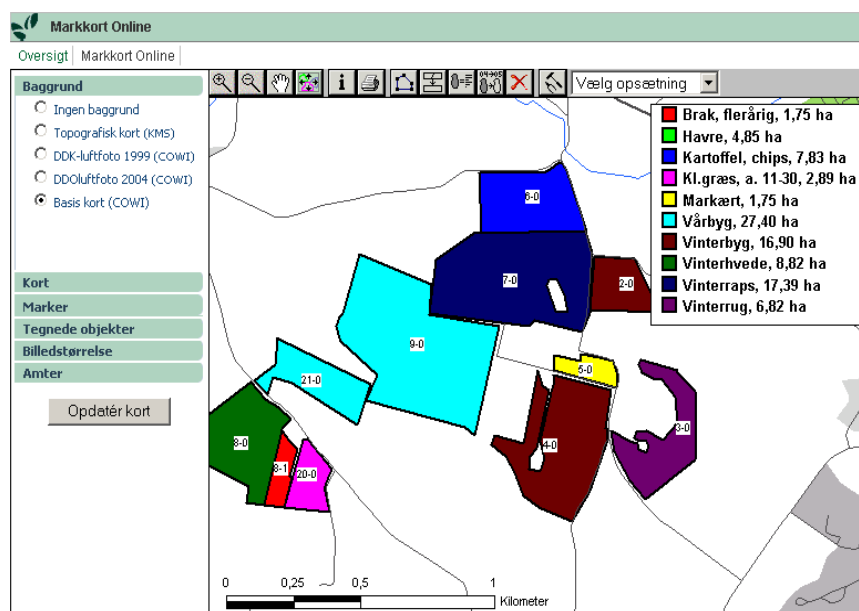 Markkort Online
Oversigt Markkort Online
Baggrund
Ingen baggrund
Topografisk kort (KMS)
DDK-luftfoto 1999 (COWI)
DDOluftfoto 2004 (COWI)
Basis kort (COWI)
Kort
Marker
Tegnede objekter
Billedstørrelse
Amter
Opdatér kort
04→05
Vælg opsætning
Brak, flerårig, 1,75 ha
Havre, 4,85 ha
Kartoffel, chips, 7,83 ha
Kl.græs, a. 11-30, 2,89 ha
Markært, 1,75 ha
Vårbyg, 27,40 ha
Vinterbyg, 16,90 ha
Vinterhvede, 8,82 ha
Vinterraps, 17,39 ha
Vinterrug, 6,82 ha
6-0
7-0
2-0
9-0
5-0
21-0
3-0
8-0
4-0
8-1
20-0
0 0,25 0,5 1
Kilometer